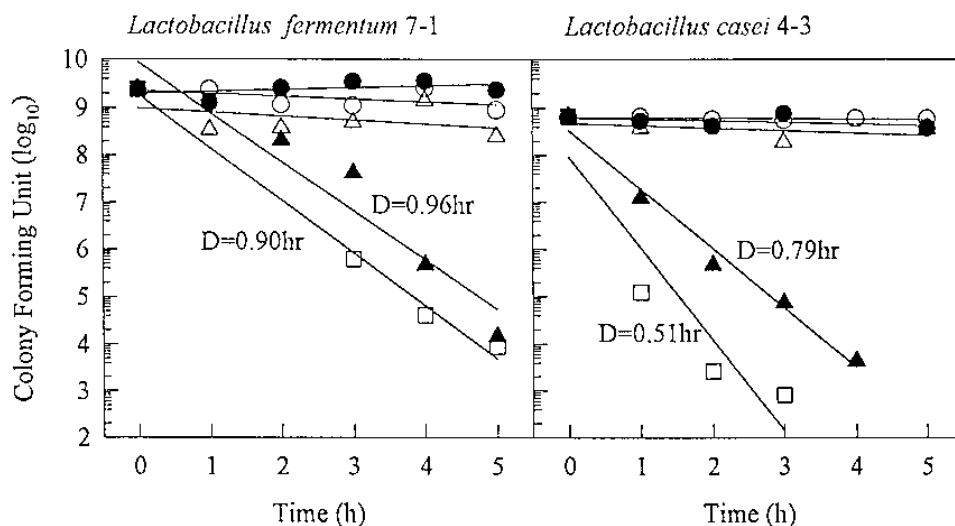 Lactobacillus fermentum 7-1
Lactobacillus casei 4-3
Colony Forming Unit (log10)
10
9
8
7
6
5
4
3
2
D=0.96hr
D=0.90hr
D=0.79hr
D=0.51hr
0 1 2 3 4 5
0 1 2 3 4 5
Time (h)
Time (h)